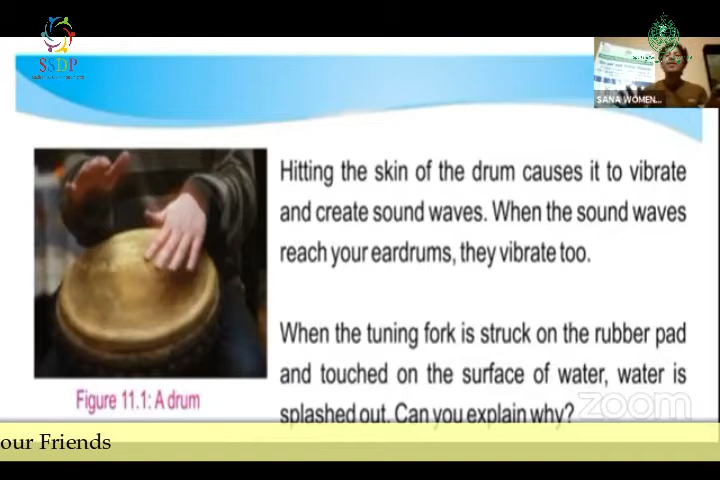 SSDP
SANA WOMEN...
Hitting the skin of the drum causes it to vibrate
and create sound waves. When the sound waves
reach your eardrums, they vibrate too.
When the tuning fork is struck on the rubber pad
and touched on the surface of water, water is
splashed out. Can you explain why?
Figure 11.1: A drum
zoom
our Friends